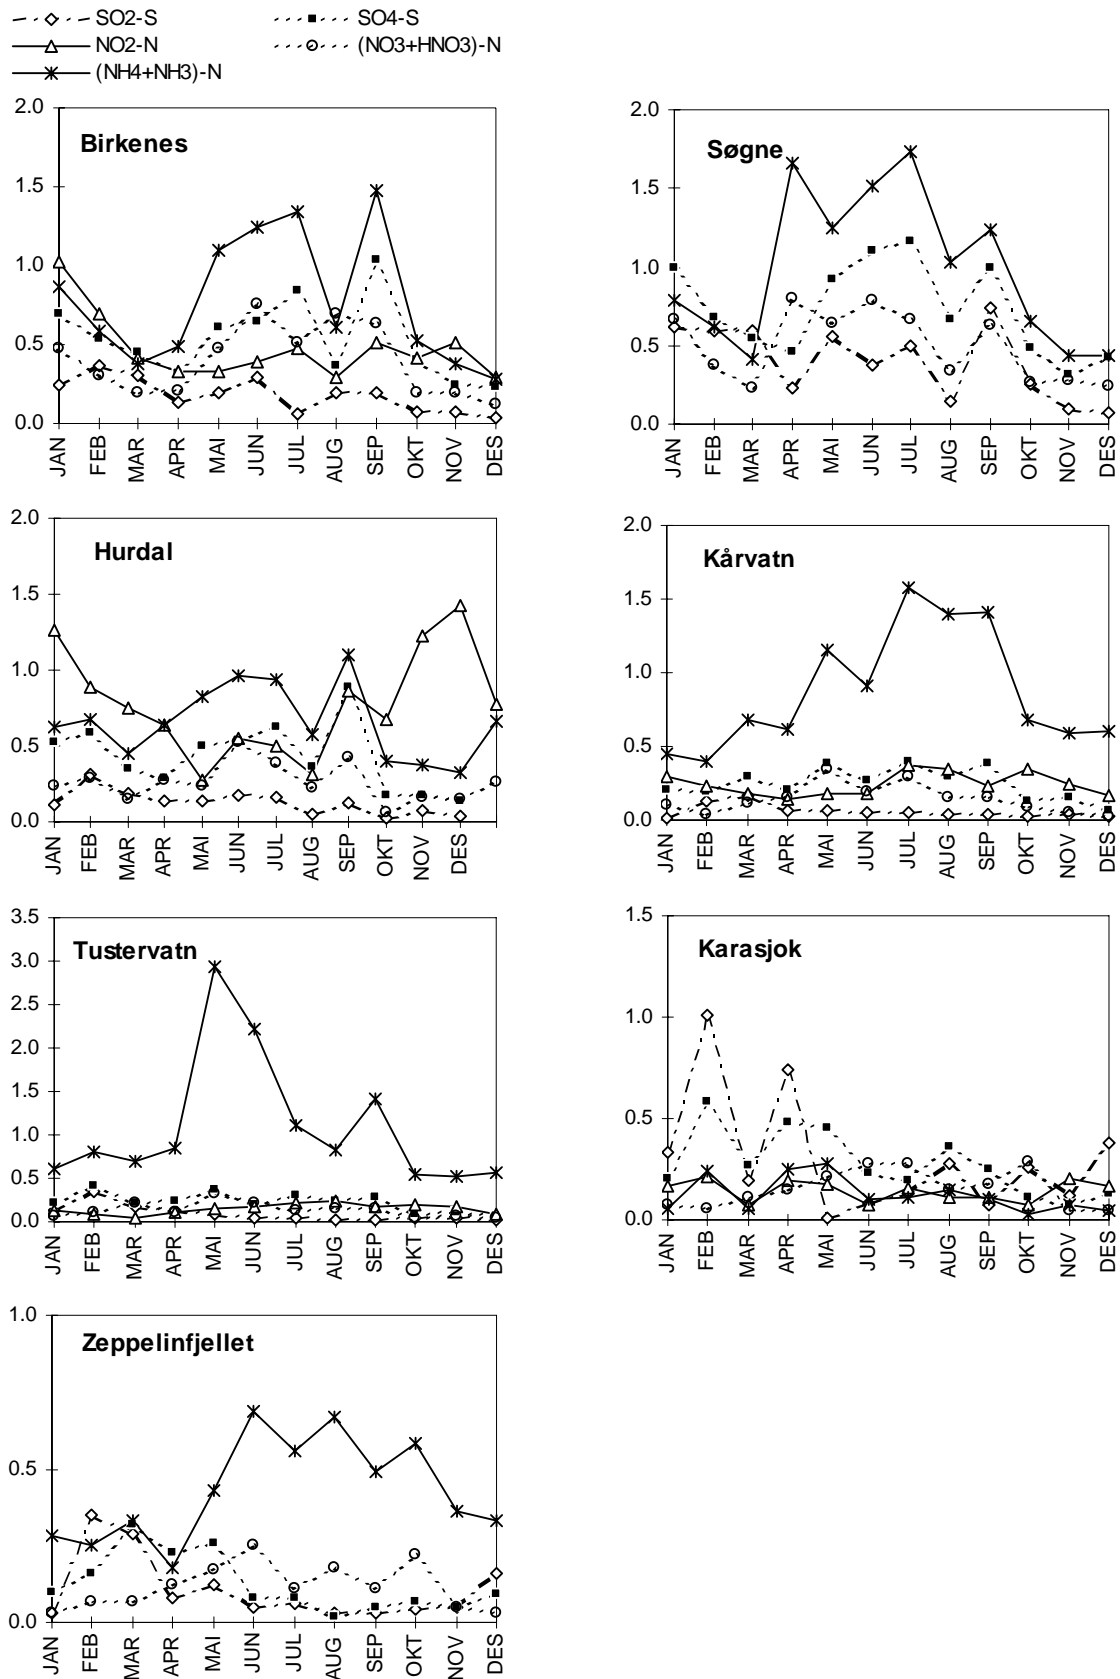 SO2-S SO4-S
NO2-N (NO3+HNO3)-N
(NH4+NH3)-N
Birkenes
2.0
1.5
1.0
0.5
0.0
JAN FEB MAR APR MAI JUN JUL AUG SEP OKT NOV DES
Søgne
2.0
1.5
1.0
0.5
0.0
JAN FEB MAR APR MAI JUN JUL AUG SEP OKT NOV DES
Hurdal
2.0
1.5
1.0
0.5
0.0
JAN FEB MAR APR MAI JUN JUL AUG SEP OKT NOV DES
Kårvatn
2.0
1.5
1.0
0.5
0.0
JAN FEB MAR APR MAI JUN JUL AUG SEP OKT NOV DES
Tustervatn
3.5
3.0
2.5
2.0
1.5
1.0
0.5
0.0
JAN FEB MAR APR MAI JUN JUL AUG SEP OKT NOV DES
Karasjok
1.5
1.0
0.5
0.0
JAN FEB MAR APR MAI JUN JUL AUG SEP OKT NOV DES
Zeppelinfjellet
1.0
0.5
0.0
JAN FEB MAR APR MAI JUN JUL AUG SEP OKT NOV DES